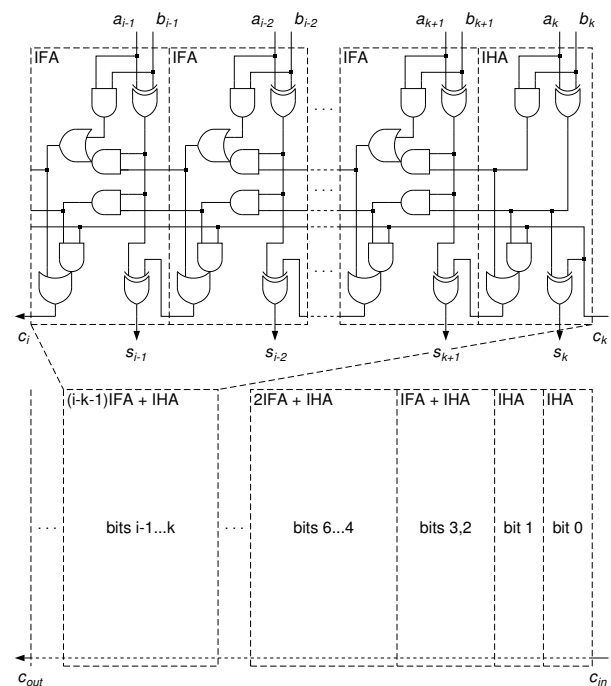 a_{i-1} b_{i-1} a_{i-2} b_{i-2} a_{k+1} b_{k+1} a_k b_k
IFA IFA IFA IHA
. . .
. . .
. . .
c_i s_{i-1} s_{i-2} s_{k+1} s_k c_k
(i-k-1)IFA + IHA 2IFA + IHA IFA + IHA IHA IHA
. . . bits i-1...k . . . bits 6...4 bits 3,2 bit 1 bit 0
c_{out} c_{in}